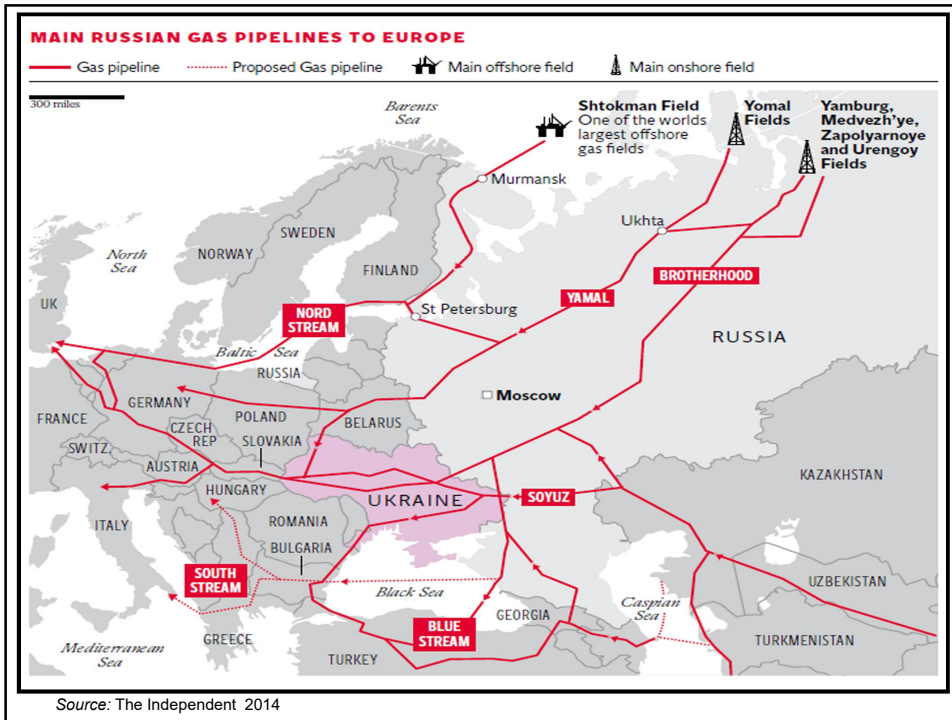 MAIN RUSSIAN GAS PIPELINES TO EUROPE
Gas pipeline
Proposed Gas pipeline
Main offshore field
Main onshore field
300 miles
Barents
Sea
Shtokman Field
One of the worlds
largest offshore
gas fields
Yomal
Fields
Yamburg,
Medvezh'ye,
Zapolyarnoye
and Urengoy
Fields
Murmansk
Ukhta
North
Sea
NORWAY
SWEDEN
FINLAND
BROTHERHOOD
YAMAL
UK
NORD
STREAM
St Petersburg
RUSSIA
Baltic Sea
RUSSIA
Moscow
GERMANY
POLAND
BELARUS
FRANCE
CZECH
REP
SLOVAKIA
SWITZ.
AUSTRIA
KAZAKHSTAN
HUNGARY
UKRAINE
SOYUZ
ITALY
ROMANIA
BULGARIA
SOUTH
STREAM
Black Sea
GEORGIA
Caspian
Sea
UZBEKISTAN
BLUE
STREAM
GREECE
TURKMENISTAN
Mediterranean
Sea
TURKEY
Source: The Independent 2014